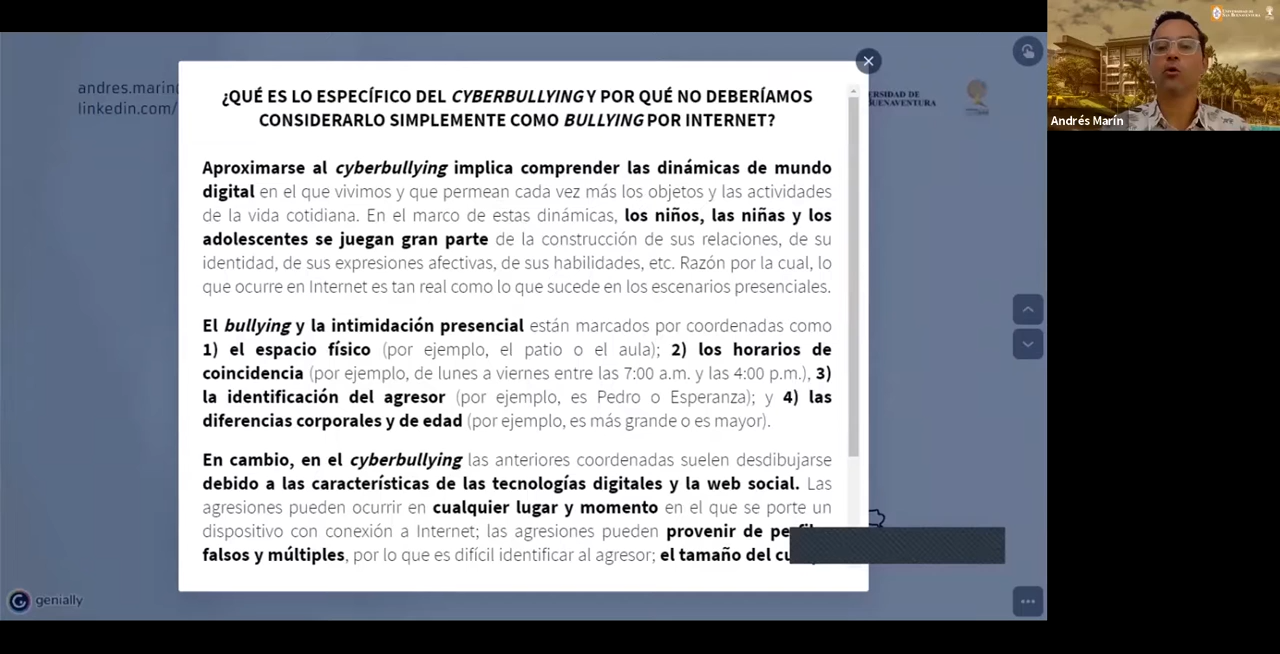 andres.marin
linkedin.com/
¿QUÉ ES LO ESPECÍFICO DEL CYBERBULLYING Y POR QUÉ NO DEBERÍAMOS
CONSIDERARLO SIMPLEMENTE COMO BULLYING POR INTERNET?
Aproximarse al cyberbullying implica comprender las dinámicas de mundo
digital en el que vivimos y que permean cada vez más los objetos y las actividades
de la vida cotidiana. En el marco de estas dinámicas, los niños, las niñas y los
adolescentes se juegan gran parte de la construcción de sus relaciones, de su
identidad, de sus expresiones afectivas, de sus habilidades, etc. Razón por la cual, lo
que ocurre en Internet es tan real como lo que sucede en los escenarios presenciales.
El bullying y la intimidación presencial están marcados por coordenadas como
1) el espacio físico (por ejemplo, el patio o el aula); 2) los horarios de
coincidencia (por ejemplo, de lunes a viernes entre las 7:00 a.m. y las 4:00 p.m.), 3)
la identificación del agresor (por ejemplo, es Pedro o Esperanza); y 4) las
diferencias corporales y de edad (por ejemplo, es más grande o es mayor).
En cambio, en el cyberbullying las anteriores coordenadas suelen desdibujarse
debido a las características de las tecnologías digitales y la web social. Las
agresiones pueden ocurrir en cualquier lugar y momento en el que se porte un
dispositivo con conexión a Internet; las agresiones pueden provenir de
falsos y múltiples, por lo que es difícil identificar al agresor; el tamaño del
genially
UNIVERSIDAD DE
SAN BUENAVENTURA
Andrés Marín